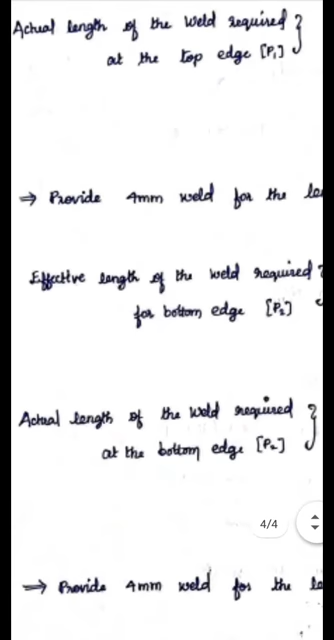 Actual length of the weld required }
at the top edge [P₁]
⇒ Provide 4mm weld for the
Effective length of the weld required
for bottom edge [P₂]
Actual length of the weld required }
at the bottom edge [P₂]
4/4
⇒ Provide 4mm weld for the